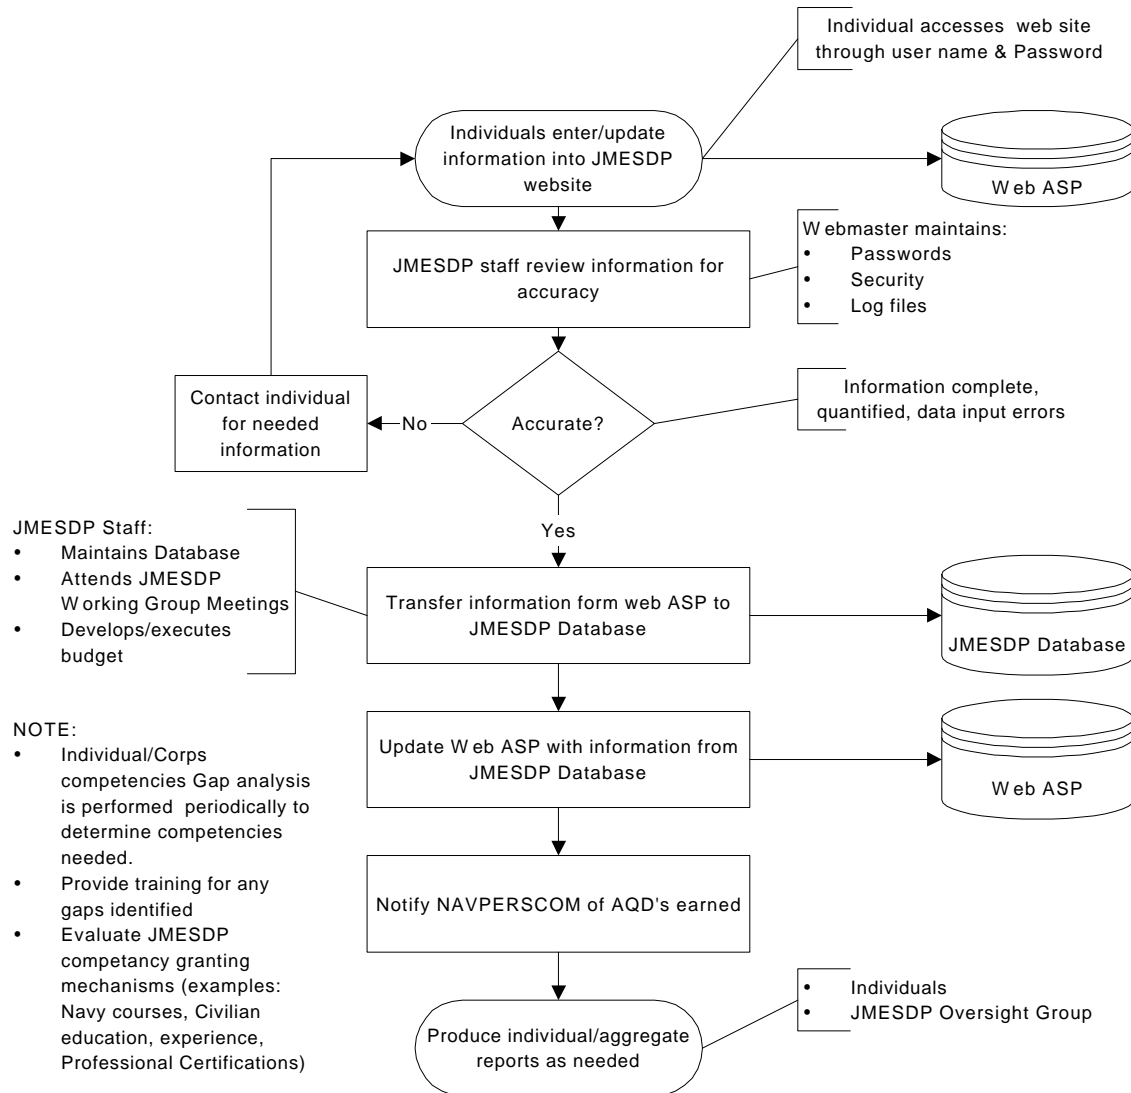 Individual accesses web site
through user name & Password
Individuals enter/update
information into JMESDP
website
Web ASP
JMESDP staff review information for
accuracy
Webmaster maintains:
• Passwords
• Security
• Log files
Contact individual
for needed
information
No
Accurate?
Information complete,
quantified, data input errors
Yes
JMESDP Staff:
• Maintains Database
• Attends JMESDP
Working Group Meetings
• Develops/executes
budget
Transfer information form web ASP to
JMESDP Database
JMESDP Database
NOTE:
• Individual/Corps
competencies Gap analysis
is performed periodically to
determine competencies
needed.
• Provide training for any
gaps identified
• Evaluate JMESDP
competancy granting
mechanisms (examples:
Navy courses, Civilian
education, experience,
Professional Certifications)
Update Web ASP with information from
JMESDP Database
Web ASP
Notify NAVPERSCOM of AQD's earned
Produce individual/aggregate
reports as needed
• Individuals
• JMESDP Oversight Group